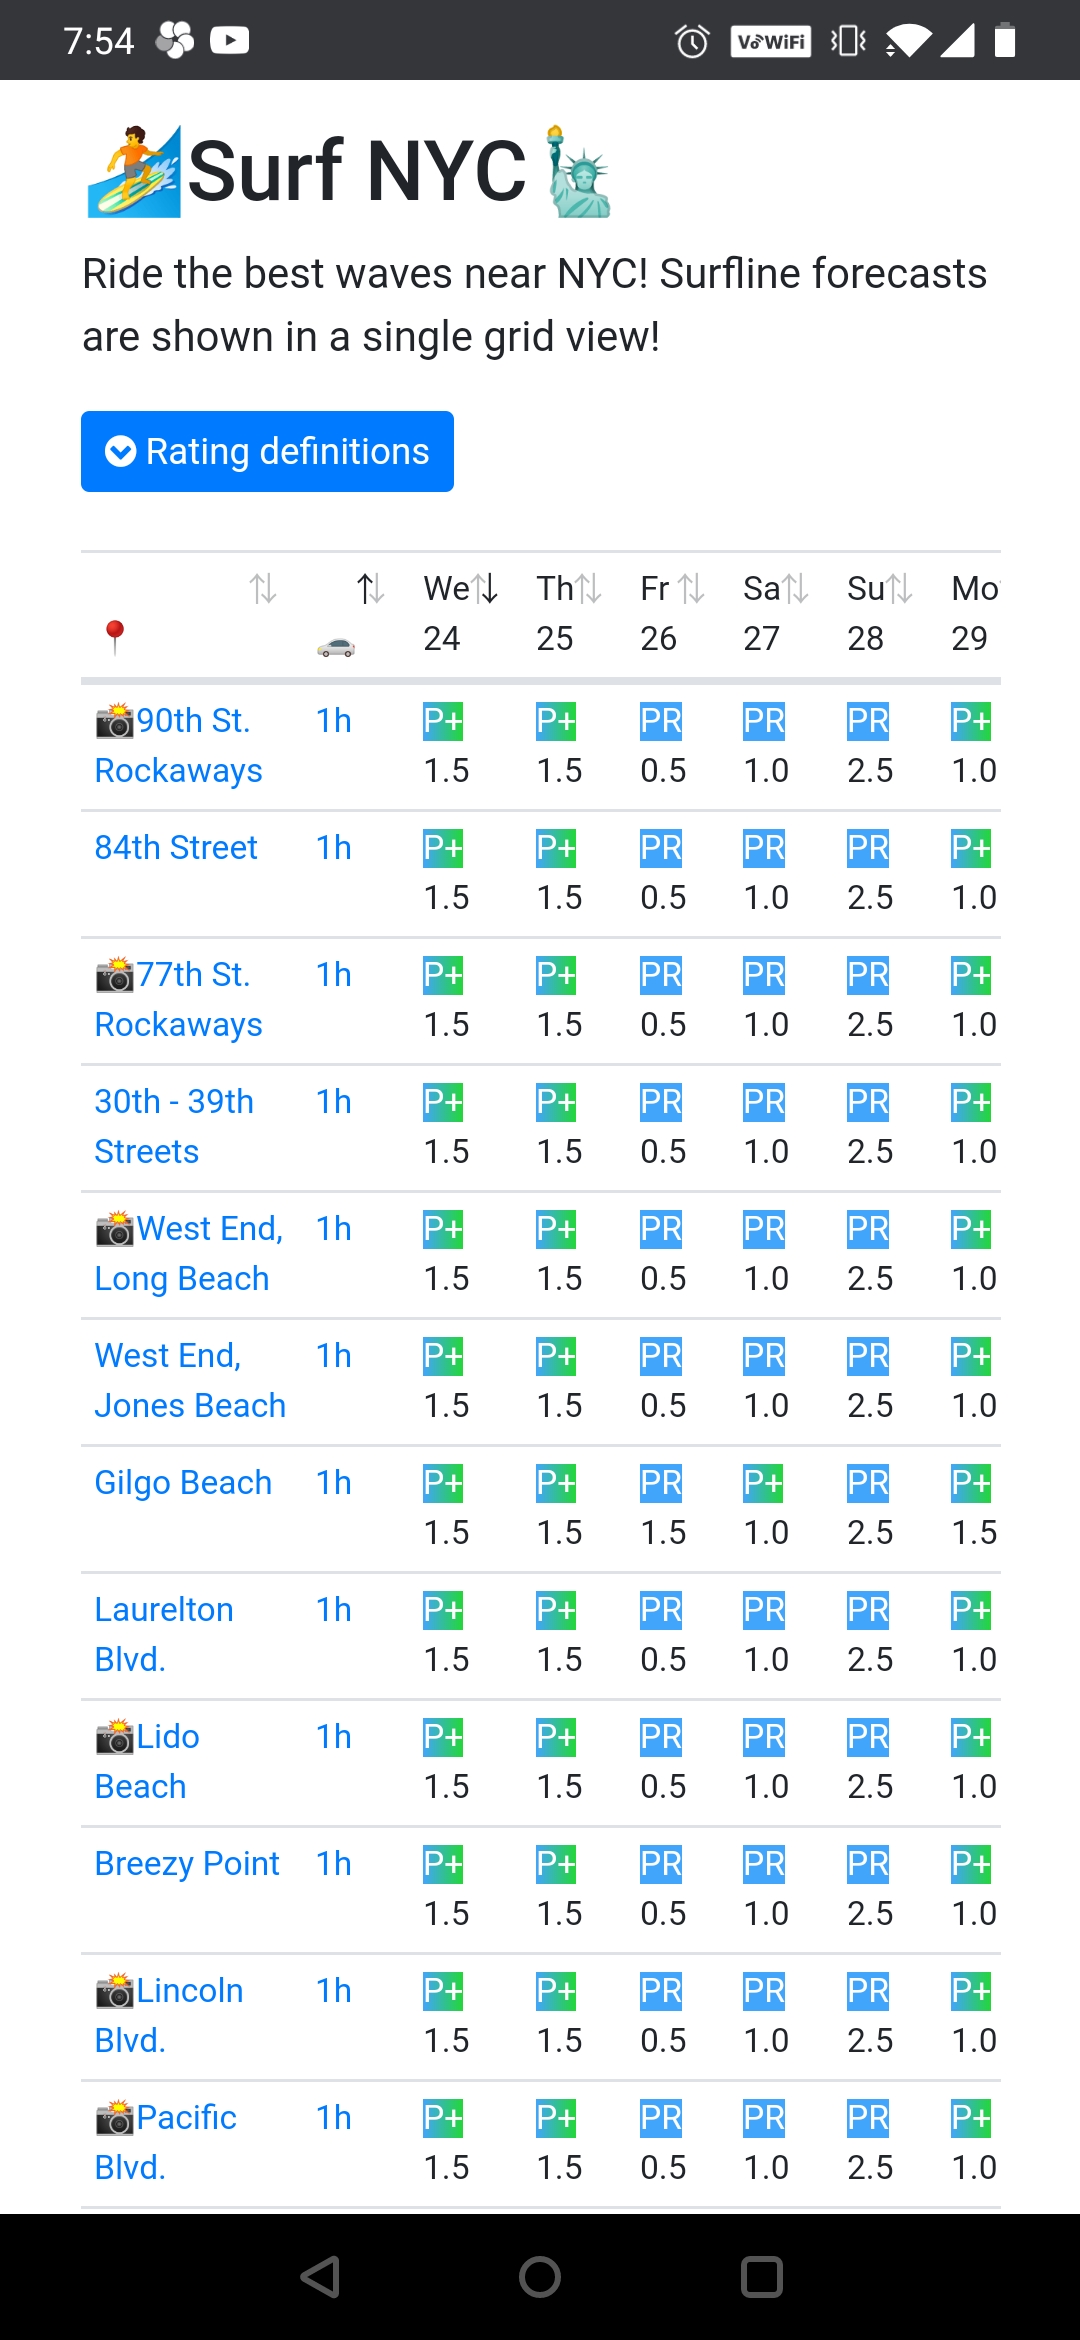 7:54 VoWiFi
Surf NYC
Ride the best waves near NYC! Surfline forecasts
are shown in a single grid view!
Rating definitions
We Th Fr Sa Su Mo
24 25 26 27 28 29
90th St. 1h P+ P+ PR PR PR P+
Rockaways 1.5 1.5 0.5 1.0 2.5 1.0
84th Street 1h P+ P+ PR PR PR P+
1.5 1.5 0.5 1.0 2.5 1.0
77th St. 1h P+ P+ PR PR PR P+
Rockaways 1.5 1.5 0.5 1.0 2.5 1.0
30th - 39th 1h P+ P+ PR PR PR P+
Streets 1.5 1.5 0.5 1.0 2.5 1.0
West End, 1h P+ P+ PR PR PR P+
Long Beach 1.5 1.5 0.5 1.0 2.5 1.0
West End, 1h P+ P+ PR PR PR P+
Jones Beach 1.5 1.5 0.5 1.0 2.5 1.0
Gilgo Beach 1h P+ P+ PR P+ PR P+
1.5 1.5 1.5 1.0 2.5 1.5
Laurelton 1h P+ P+ PR PR PR P+
Blvd. 1.5 1.5 0.5 1.0 2.5 1.0
Lido 1h P+ P+ PR PR PR P+
Beach 1.5 1.5 0.5 1.0 2.5 1.0
Breezy Point 1h P+ P+ PR PR PR P+
1.5 1.5 0.5 1.0 2.5 1.0
Lincoln 1h P+ P+ PR PR PR P+
Blvd. 1.5 1.5 0.5 1.0 2.5 1.0
Pacific 1h P+ P+ PR PR PR P+
Blvd. 1.5 1.5 0.5 1.0 2.5 1.0